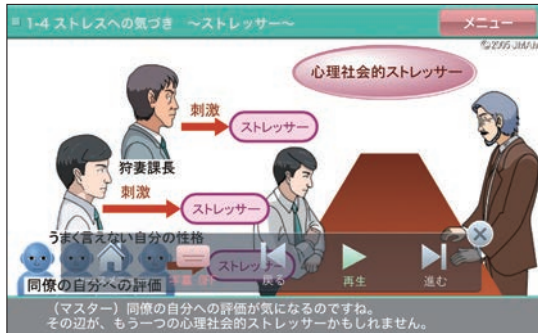 1-4 ストレスへの気づき ～ストレッサー～
メニュー
心理社会的ストレッサー
刺激
ストレッサー
狩妻課長
刺激
ストレッサー
うまく言えない自分の性格
ストレッサー
戻る
再生
進む
同僚の自分への評価
（マスター）同僚の自分への評価が気になるのですね。
その辺が、もう一つの心理社会的ストレッサーかもしれません。